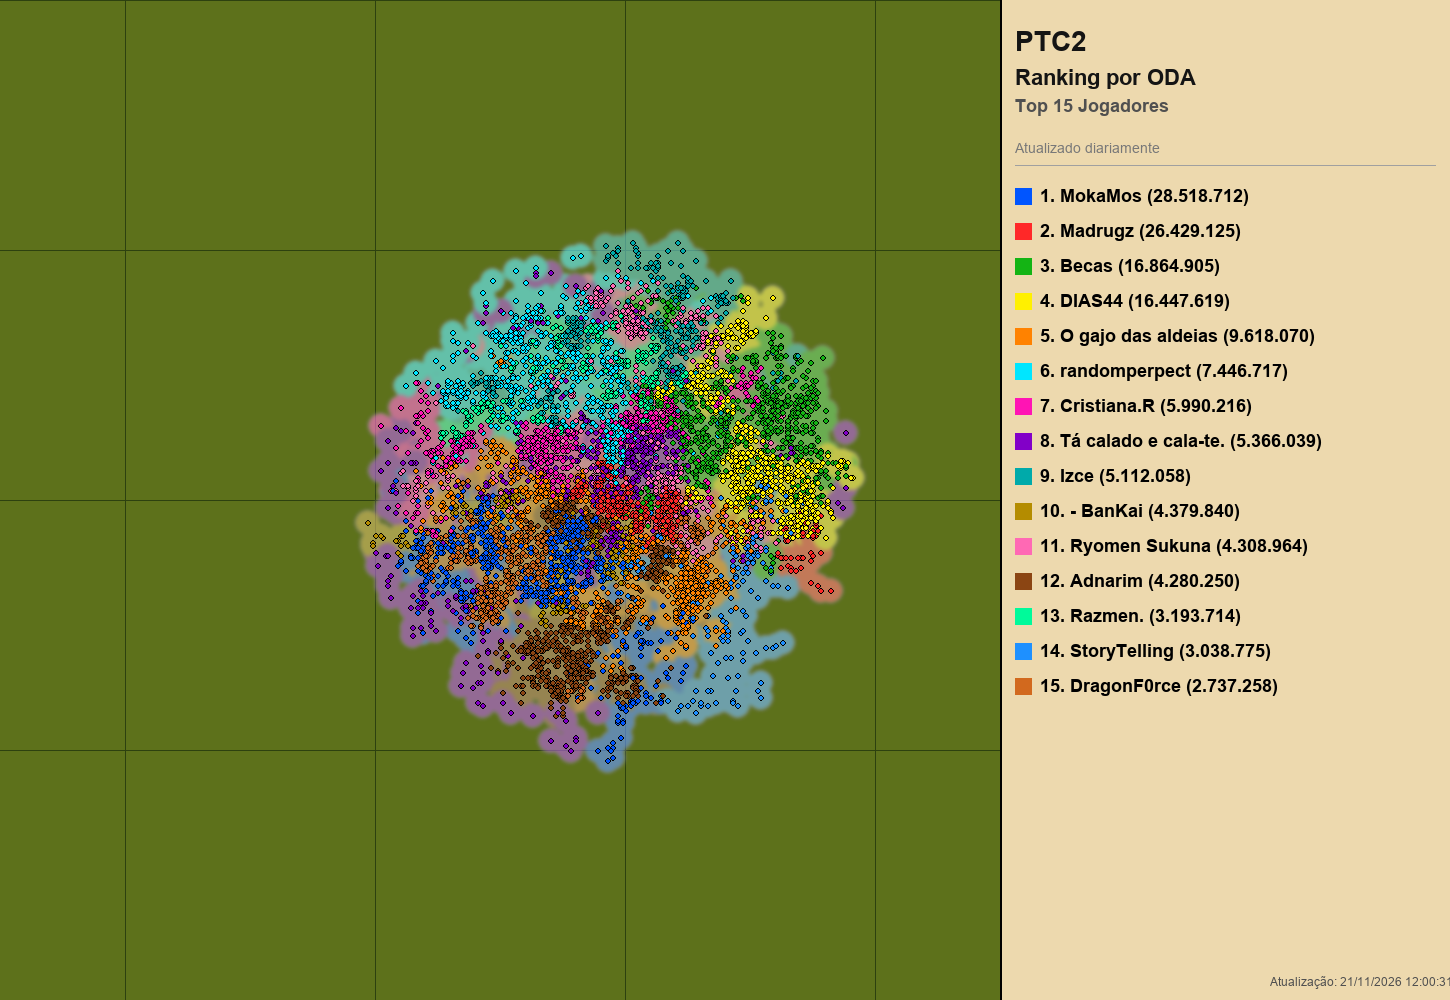 PTC2
Ranking por ODA
Top 15 Jogadores
Atualizado diariamente
1. MokaMos (28.518.712)
2. Madrugz (26.429.125)
3. Becas (16.864.905)
4. DIAS44 (16.447.619)
5. O gajo das aldeias (9.618.070)
6. randomperpect (7.446.717)
7. Cristiana.R (5.990.216)
8. Tá calado e cala-te. (5.366.039)
9. Izce (5.112.058)
10. - BanKai (4.379.840)
11. Ryomen Sukuna (4.308.964)
12. Adnarim (4.280.250)
13. Razmen. (3.193.714)
14. StoryTelling (3.038.775)
15. DragonF0rce (2.737.258)
Atualização: 21/11/2026 12:00:31